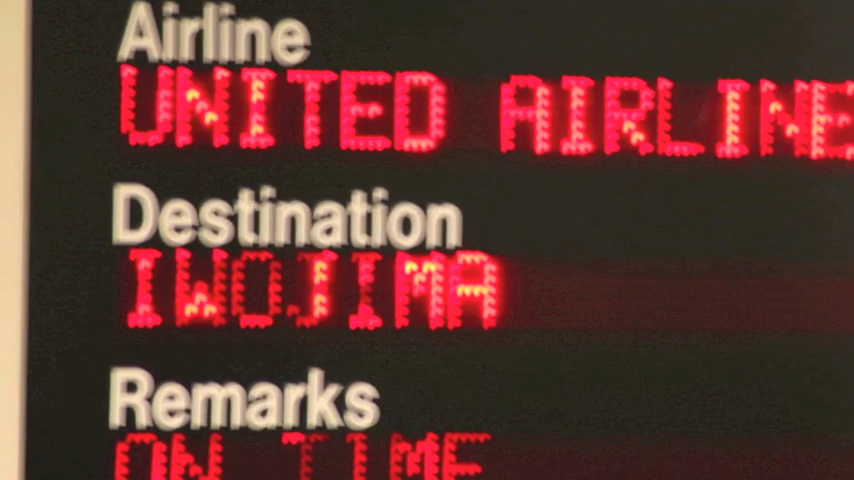 Airline
UNITED AIRLINE
Destination
IWOJIMA
Remarks
ON TIME